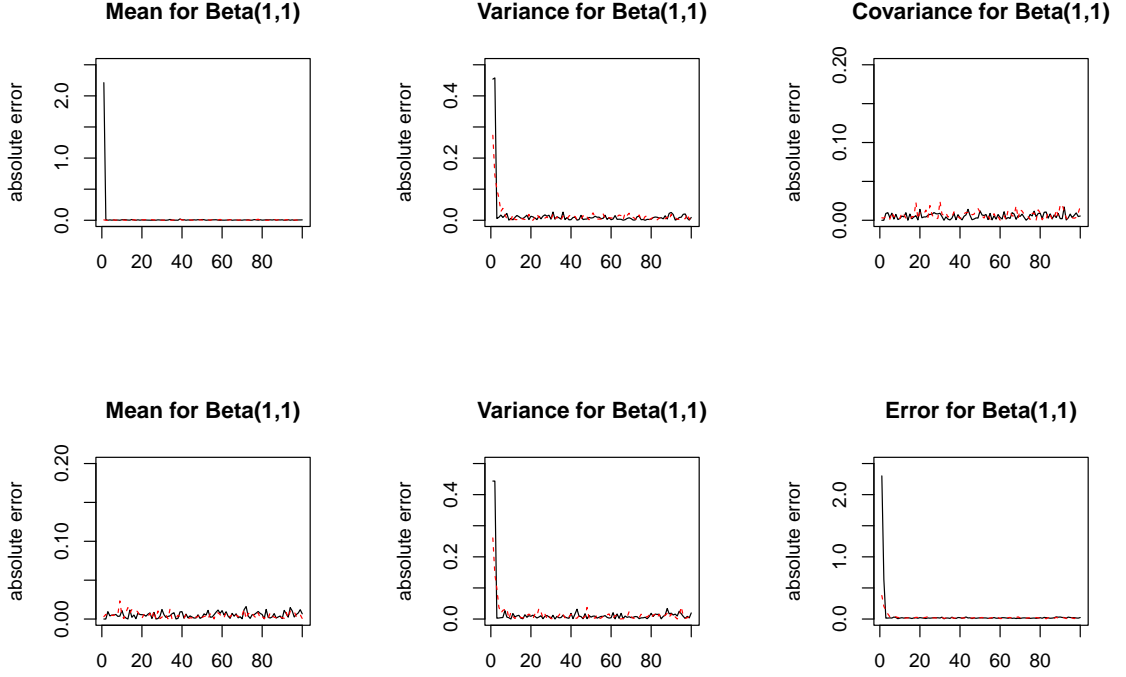 Mean for Beta(1,1)
absolute error
0.0 1.0 2.0
0 20 40 60 80
Variance for Beta(1,1)
absolute error
0.0 0.2 0.4
0 20 40 60 80
Covariance for Beta(1,1)
absolute error
0.00 0.10 0.20
0 20 40 60 80
Mean for Beta(1,1)
absolute error
0.00 0.10 0.20
0 20 40 60 80
Variance for Beta(1,1)
absolute error
0.0 0.2 0.4
0 20 40 60 80
Error for Beta(1,1)
absolute error
0.0 1.0 2.0
0 20 40 60 80